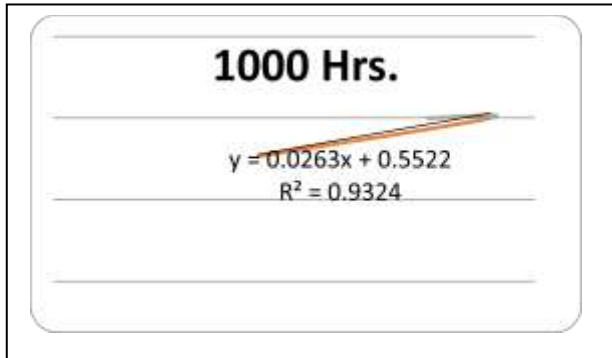 1000 Hrs.
y = 0.0263x + 0.5522
R² = 0.9324